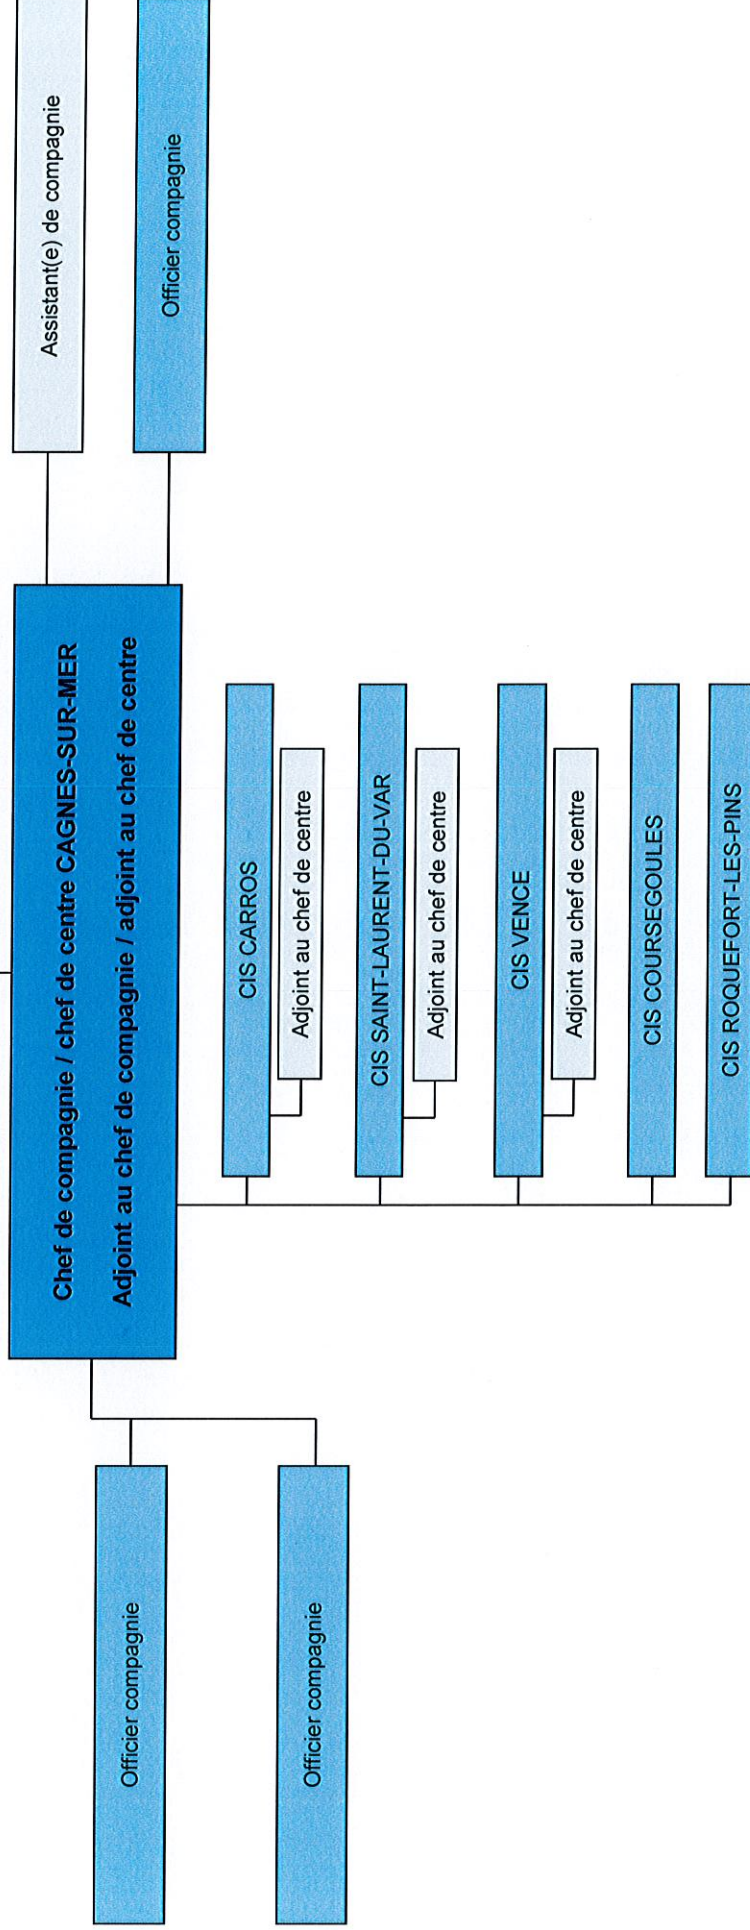 Chef de compagnie / chef de centre CAGNES-SUR-MER
Adjoint au chef de compagnie / adjoint au chef de centre
Assistant(e) de compagnie
Officier compagnie
Officier compagnie
Officier compagnie
CIS CARROS
Adjoint au chef de centre
CIS SAINT-LAURENT-DU-VAR
Adjoint au chef de centre
CIS VENCE
Adjoint au chef de centre
CIS COURSEGOULES
CIS ROQUEFORT-LES-PINS